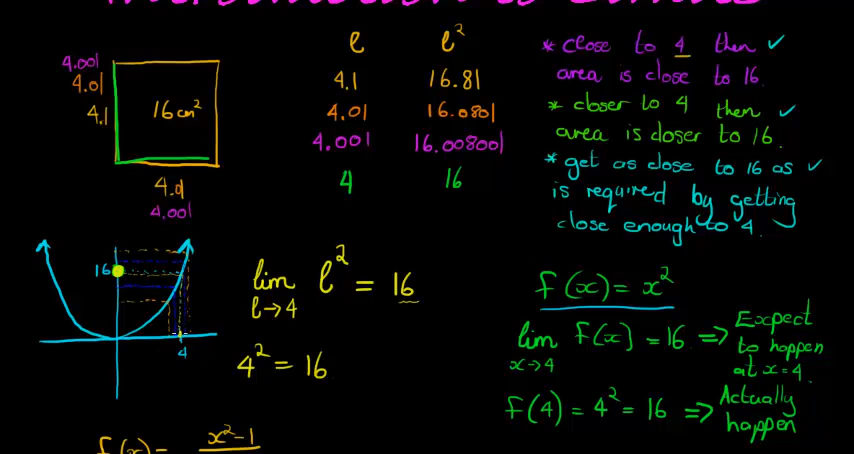 4.001
4.01
4.1
16cm²
4.01
4.001
l l²
4.1 16.81
4.01 16.0801
4.001 16.008001
4 16
* close to 4 then ✓
area is close to 16.
* closer to 4 then ✓
area is closer to 16.
* get as close to 16 as ✓
is required by getting
close enough to 4.
16
4
lim l² = 16
l→4
4² = 16
f(x) = x²
lim f(x) = 16 => Expect
x→4 to happen
at x=4.
f(4) = 4² = 16 => Actually
happen
x²-1
f(x) =